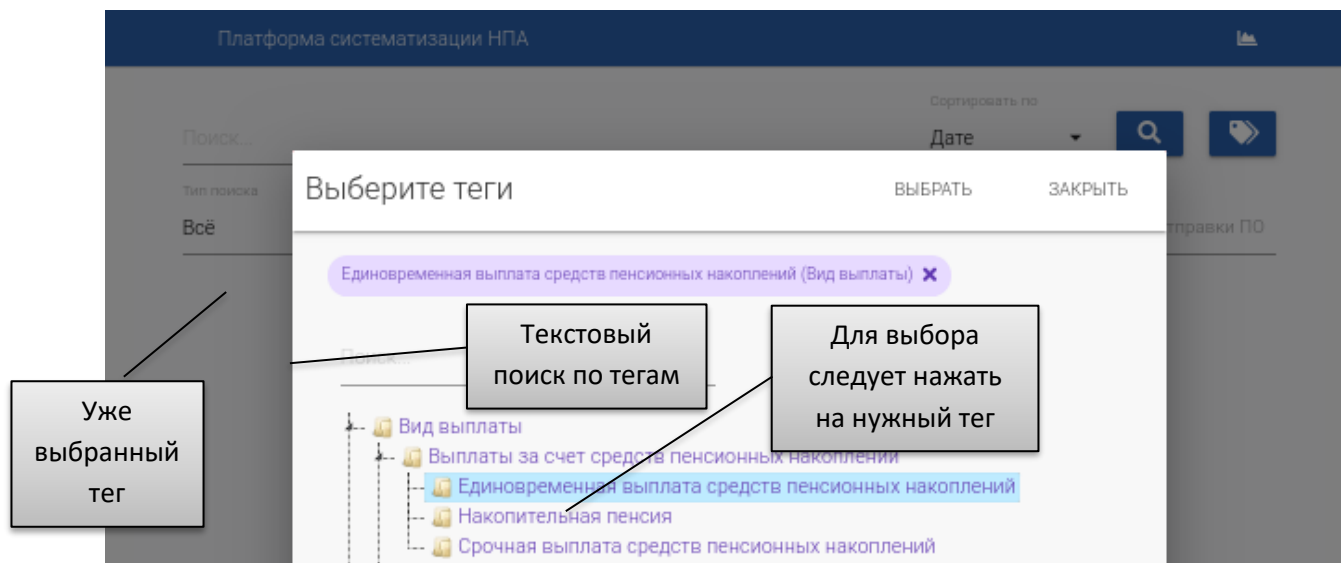 Платформа систематизации НПА
Сортировать по
Поиск...
Дате
Тип поиска
Всё
тправки ПО
Выберите теги
ВЫБРАТЬ
ЗАКРЫТЬ
Единовременная выплата средств пенсионных накоплений (Вид выплаты)
Поиск...
Текстовый
поиск по тегам
Для выбора
следует нажать
на нужный тег
Уже
выбранный
тег
Вид выплаты
Выплаты за счет средств пенсионных накоплений
Единовременная выплата средств пенсионных накоплений
Накопительная пенсия
Срочная выплата средств пенсионных накоплений